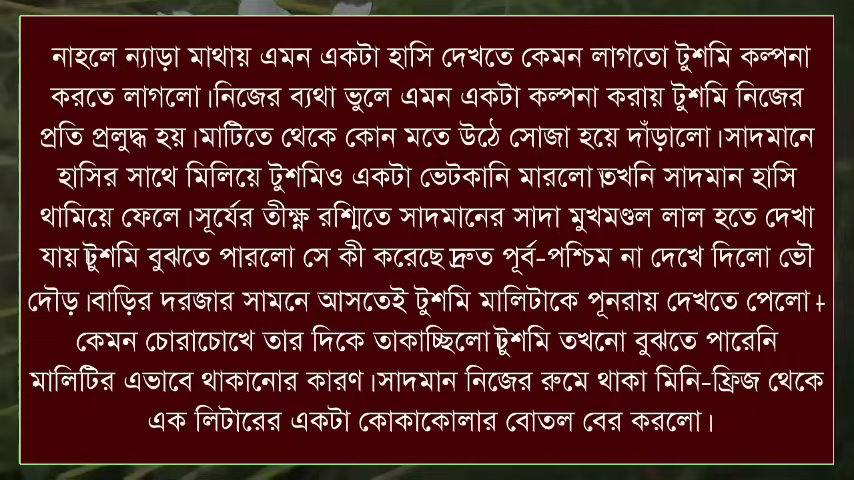 নাহলে ন্যাড়া মাথায় এমন একটা হাসি দেখতে কেমন লাগতো টুশমি কল্পনা
করতে লাগলো।নিজের ব্যথা ভুলে এমন একটা কল্পনা করায় টুশমি নিজের
প্রতি প্রলুদ্ধ হয়।মাটিতে থেকে কোন মতে উঠে সোজা হয়ে দাঁড়ালো।সাদমানে
হাসির সাথে মিলিয়ে টুশমিও একটা ভেটকানি মারলো।তখনি সাদমান হাসি
থামিয়ে ফেলে।সূর্যের তীক্ষ্ণ রশ্মিতে সাদমানের সাদা মুখমণ্ডল লাল হতে দেখা
যায়।টুশমি বুঝতে পারলো সে কী করেছে।দ্রুত পূর্ব-পশ্চিম না দেখে দিলো ভৌ
দৌড়।বাড়ির দরজার সামনে আসতেই টুশমি মালিটাকে পূনরায় দেখতে পেলো।
কেমন চোরাচোখে তার দিকে তাকাচ্ছিলো।টুশমি তখনো বুঝতে পারেনি
মালিটির এভাবে থাকানোর কারণ।সাদমান নিজের রুমে থাকা মিনি-ফ্রিজ থেকে
এক লিটারের একটা কোকাকোলার বোতল বের করলো।